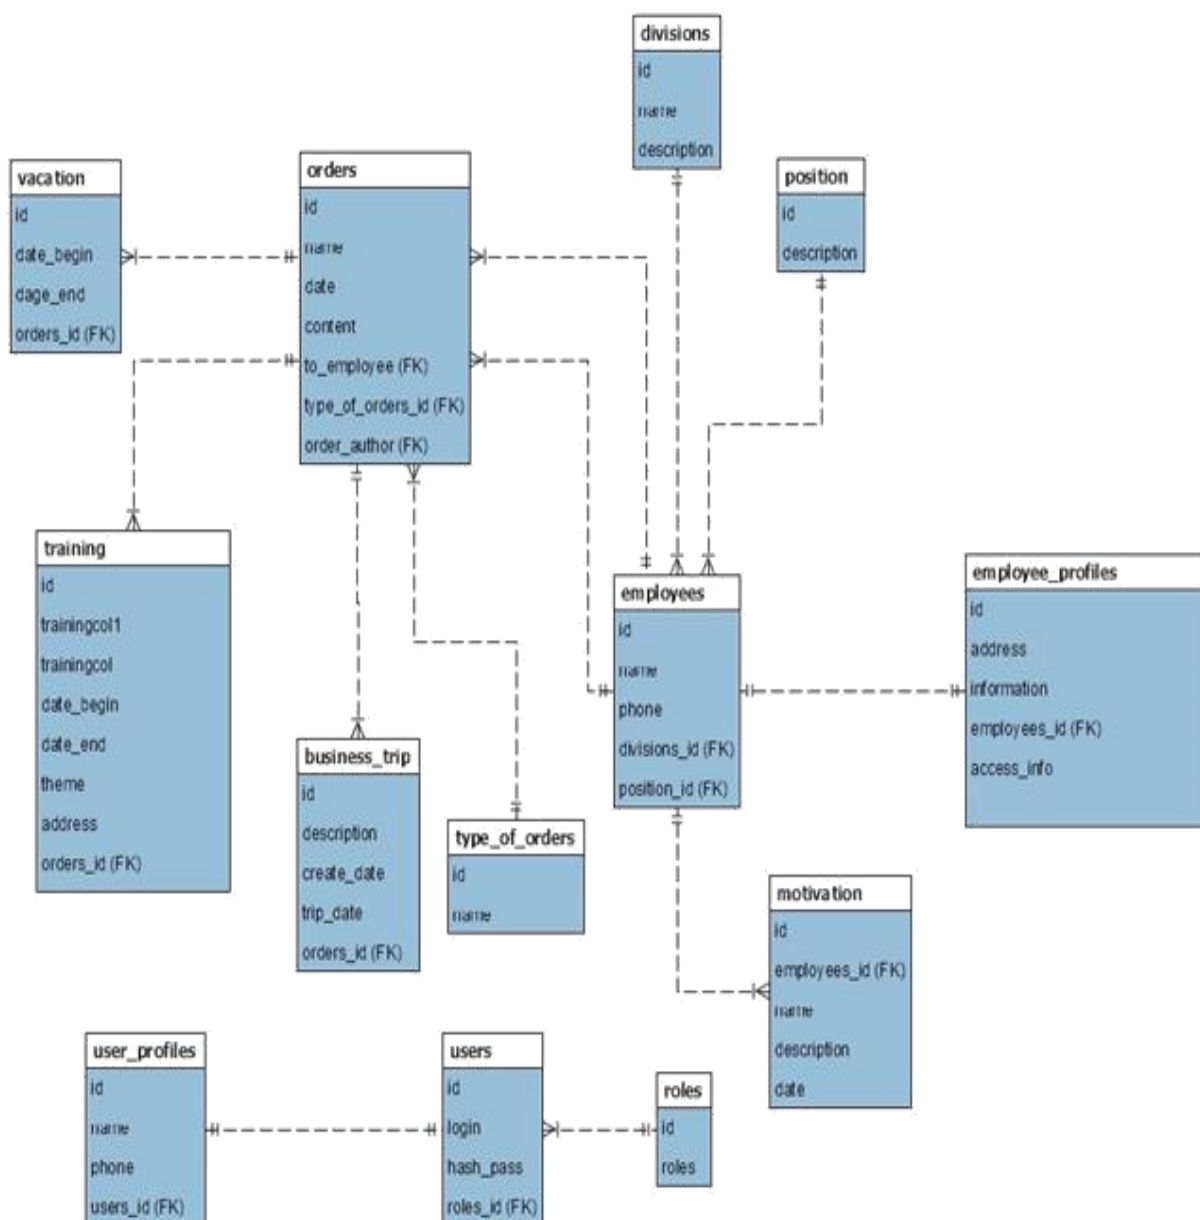 divisions
id
name
description
position
id
description
vacation
id
date_begin
dage_end
orders_id (FK)
orders
id
name
date
content
to_employee (FK)
type_of_orders_id (FK)
order_author (FK)
training
id
trainingcol1
trainingcol
date_begin
date_end
theme
address
orders_id (FK)
business_trip
id
description
create_date
trip_date
orders_id (FK)
type_of_orders
id
name
employees
id
name
phone
divisions_id (FK)
position_id (FK)
employee_profiles
id
address
information
employees_id (FK)
access_info
motivation
id
employees_id (FK)
name
description
date
user_profiles
id
name
phone
users_id (FK)
users
id
login
hash_pass
roles_id (FK)
roles
id
roles